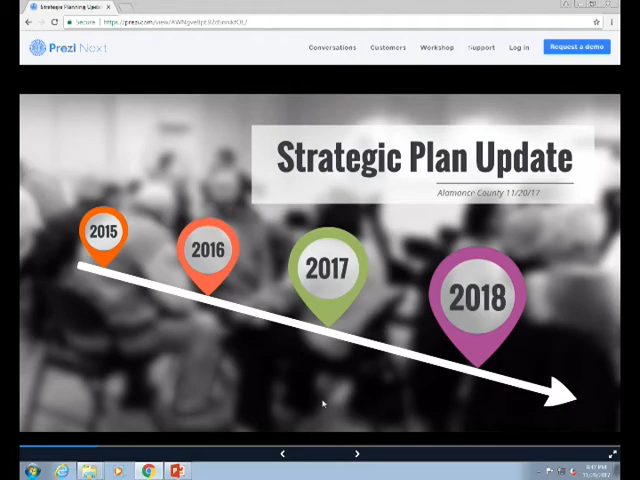 Strategic Planning Updat
Secure
Prezi Next
Conversations
Customers
Workshop
Support
Log In
Request a demo
Strategic Plan Update
Alamance County 11/20/17
2015
2016
2017
2018